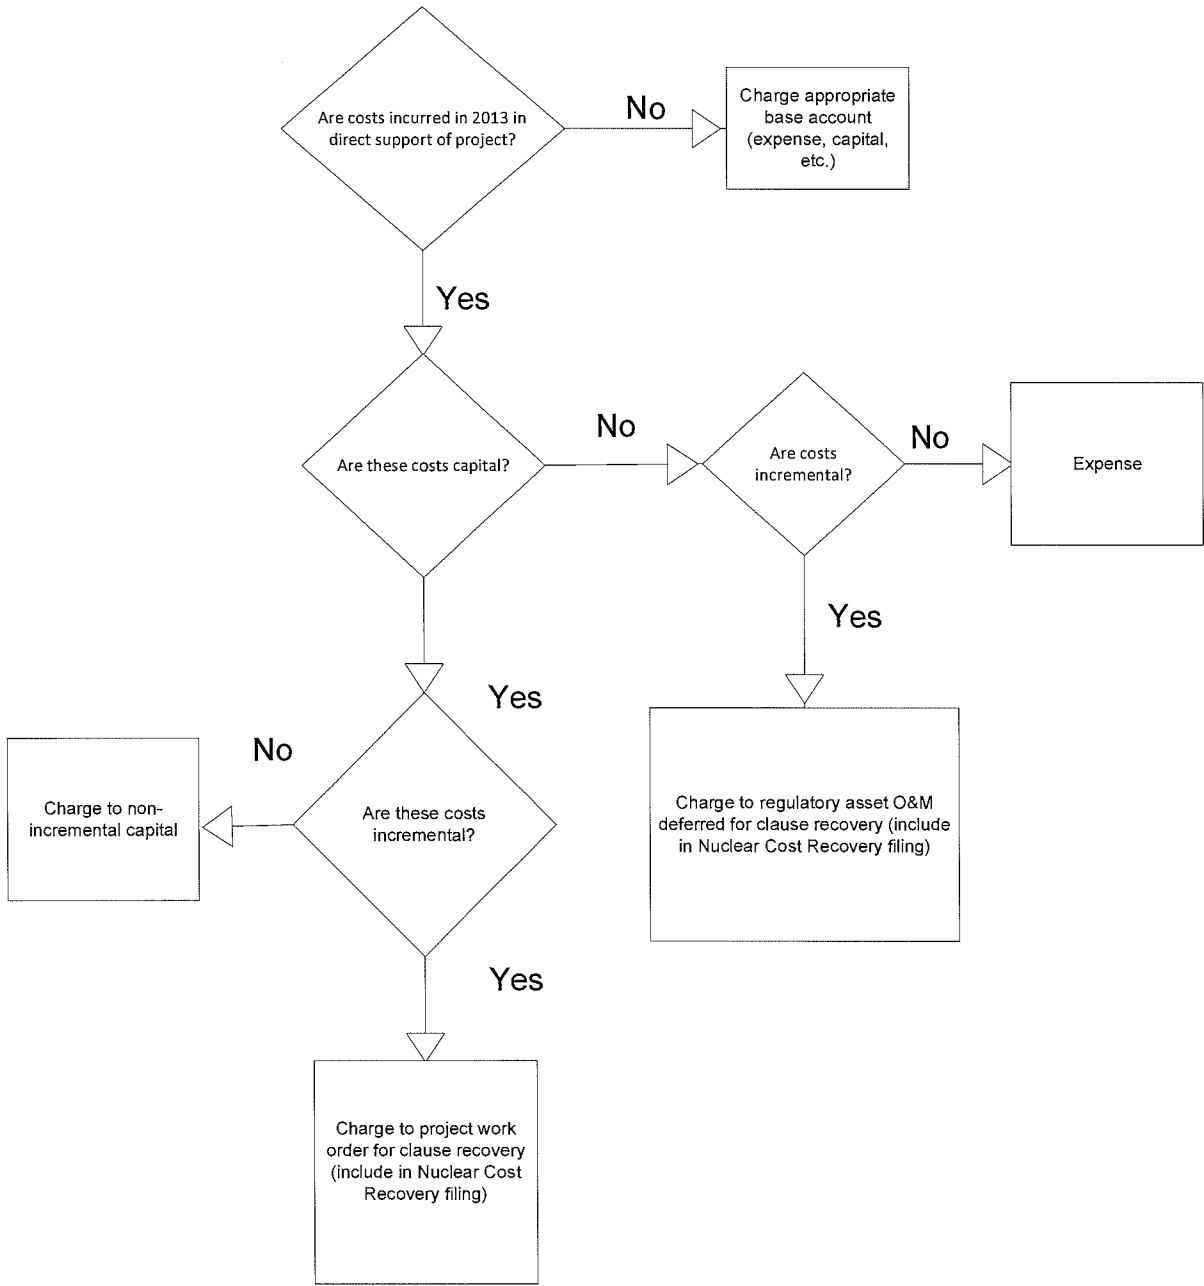 Are costs incurred in 2013 in
direct support of project?
No
Charge appropriate
base account
(expense, capital,
etc.)
Yes
Are these costs capital?
No
Are costs
incremental?
No
Expense
Yes
Charge to regulatory asset O&M
deferred for clause recovery (include
in Nuclear Cost Recovery filing)
Yes
No
Charge to non-
incremental capital
Are these costs
incremental?
Yes
Charge to project work
order for clause recovery
(include in Nuclear Cost
Recovery filing)